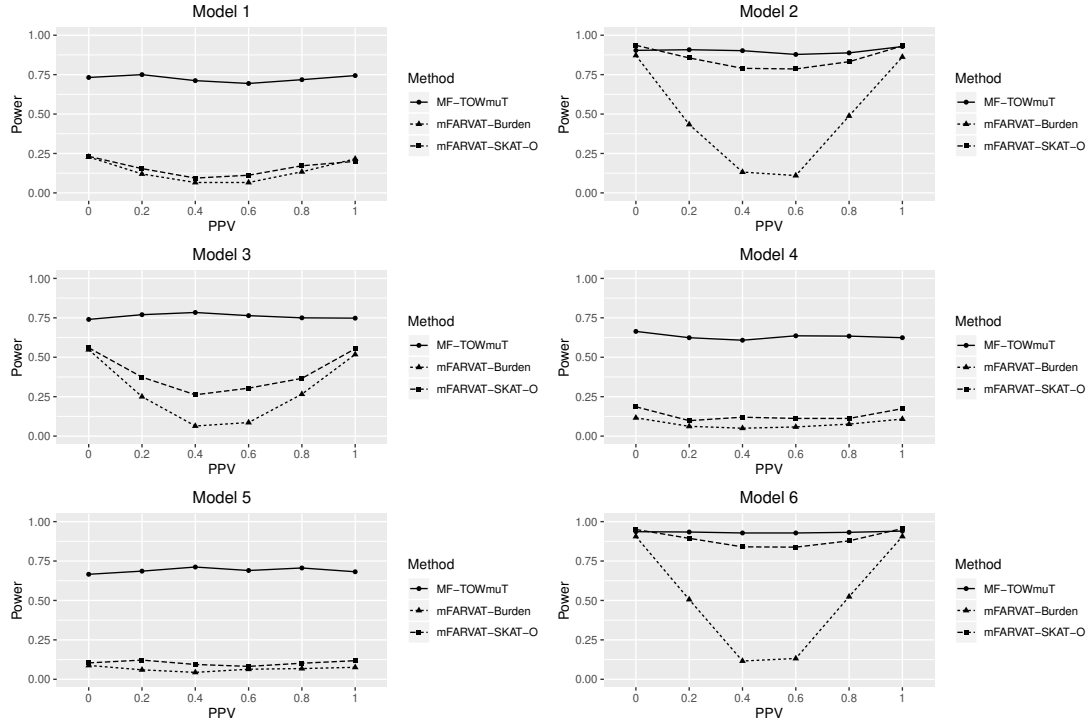 Model 1
1.00
0.75
0.50
0.25
0.00
Power
0 0.2 0.4 0.6 0.8 1
PPV
Method
MF−TOWmuT
mFARVAT−Burden
mFARVAT−SKAT−O
Model 2
1.00
0.75
0.50
0.25
0.00
Power
0 0.2 0.4 0.6 0.8 1
PPV
Method
MF−TOWmuT
mFARVAT−Burden
mFARVAT−SKAT−O
Model 3
1.00
0.75
0.50
0.25
0.00
Power
0 0.2 0.4 0.6 0.8 1
PPV
Method
MF−TOWmuT
mFARVAT−Burden
mFARVAT−SKAT−O
Model 4
1.00
0.75
0.50
0.25
0.00
Power
0 0.2 0.4 0.6 0.8 1
PPV
Method
MF−TOWmuT
mFARVAT−Burden
mFARVAT−SKAT−O
Model 5
1.00
0.75
0.50
0.25
0.00
Power
0 0.2 0.4 0.6 0.8 1
PPV
Method
MF−TOWmuT
mFARVAT−Burden
mFARVAT−SKAT−O
Model 6
1.00
0.75
0.50
0.25
0.00
Power
0 0.2 0.4 0.6 0.8 1
PPV
Method
MF−TOWmuT
mFARVAT−Burden
mFARVAT−SKAT−O